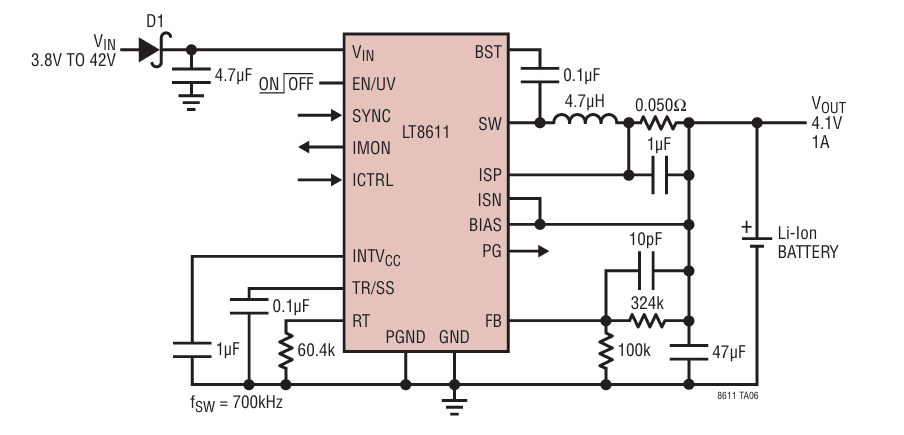 D1
VIN
3.8V TO 42V
4.7µF
ON OFF
VIN
EN/UV
SYNC
IMON
ICTRL
INTVCC
TR/SS
RT
LT8611
PGND GND
BST
SW
ISP
ISN
BIAS
PG
FB
0.1µF
4.7µH
0.050Ω
1µF
VOUT
4.1V
1A
+
Li-Ion
BATTERY
10pF
324k
100k
47µF
0.1µF
1µF
60.4k
fSW = 700kHz
8611 TA06